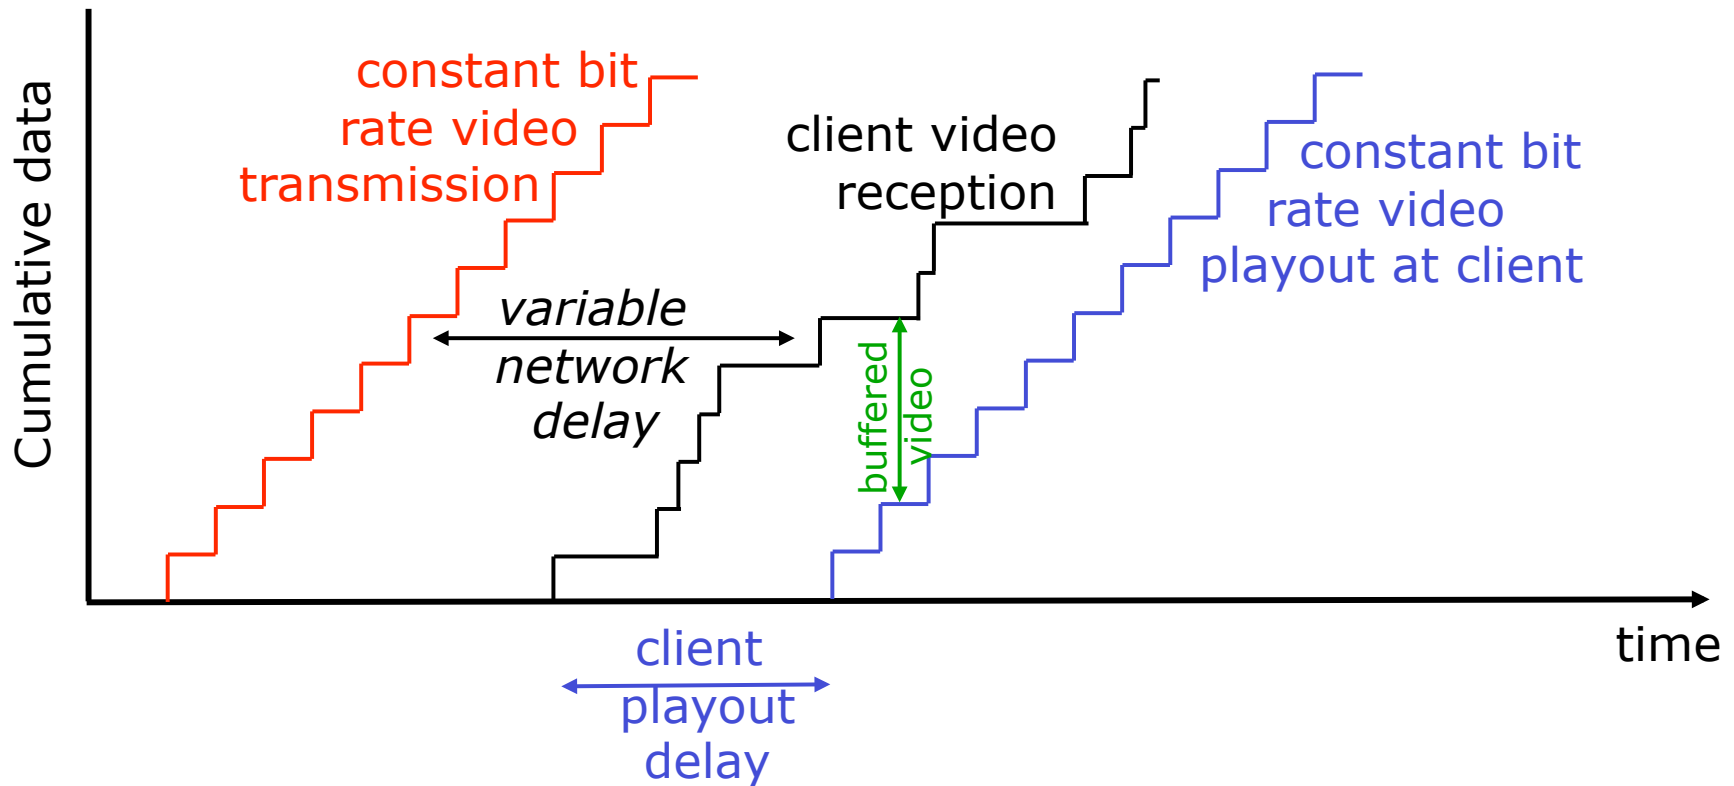 Cumulative data
constant bit
rate video
transmission
variable
network
delay
client video
reception
buffered
video
constant bit
rate video
playout at client
time
client
playout
delay